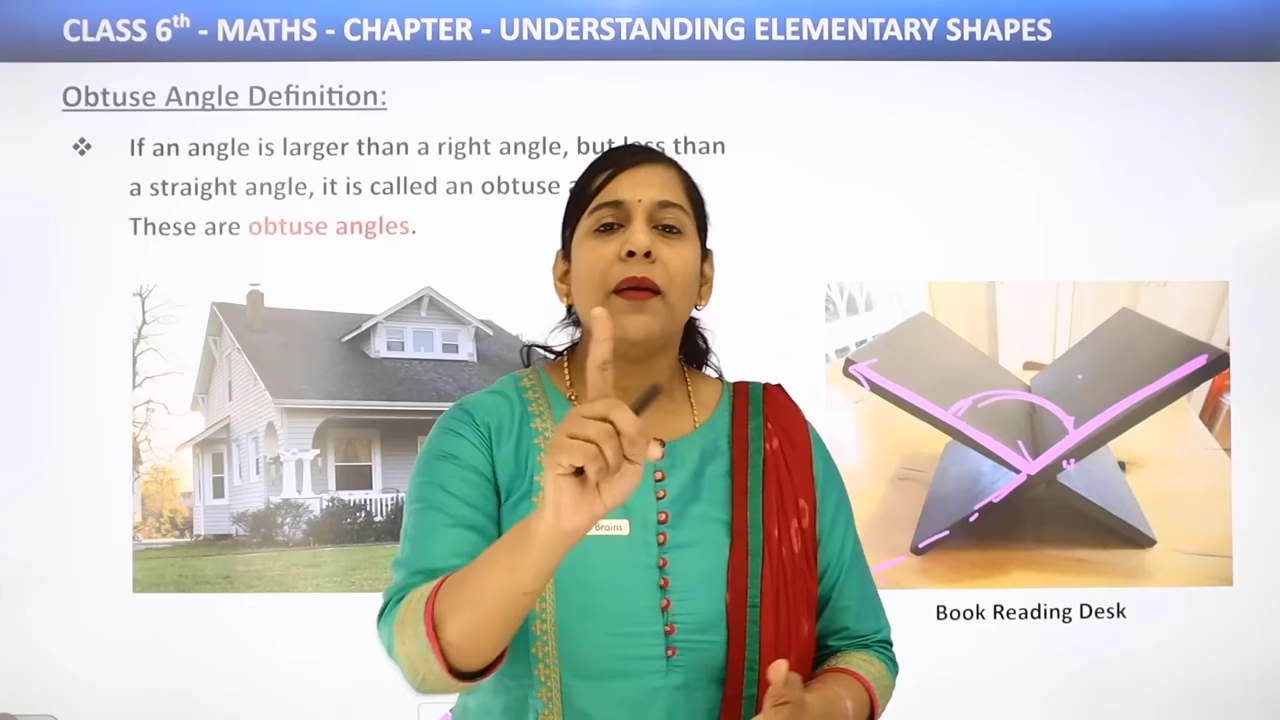 CLASS 6th - MATHS - CHAPTER - UNDERSTANDING ELEMENTARY SHAPES
Obtuse Angle Definition:
❖ If an angle is larger than a right angle, but less than
a straight angle, it is called an obtuse
These are obtuse angles.
Brains
Book Reading Desk